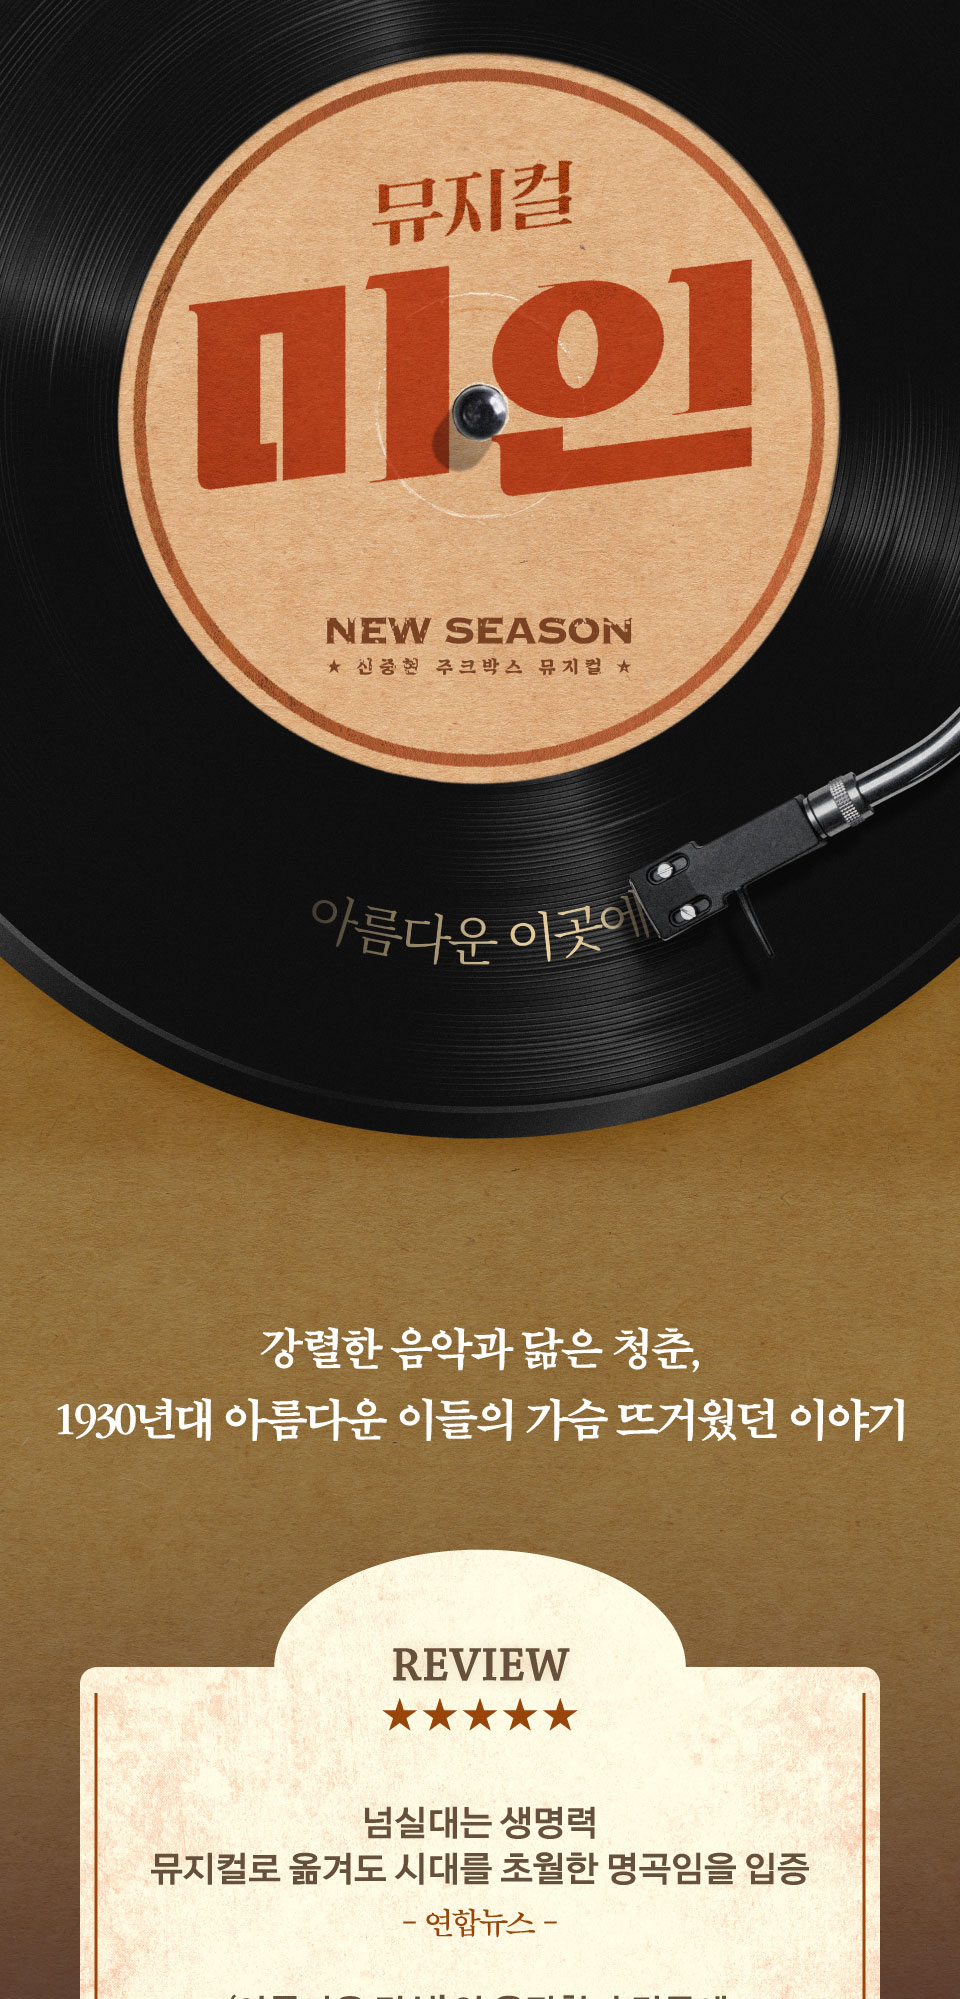 뮤지컬
미인
NEW SEASON
★ 신중현 주크박스 뮤지컬 ★
아름다운 이곳에
강렬한 음악과 닮은 청춘,
1930년대 아름다운 이들의 가슴 뜨거웠던 이야기
REVIEW
★★★★★
넘실대는 생명력
뮤지컬로 옮겨도 시대를 초월한 명곡임을 입증
- 연합뉴스 -